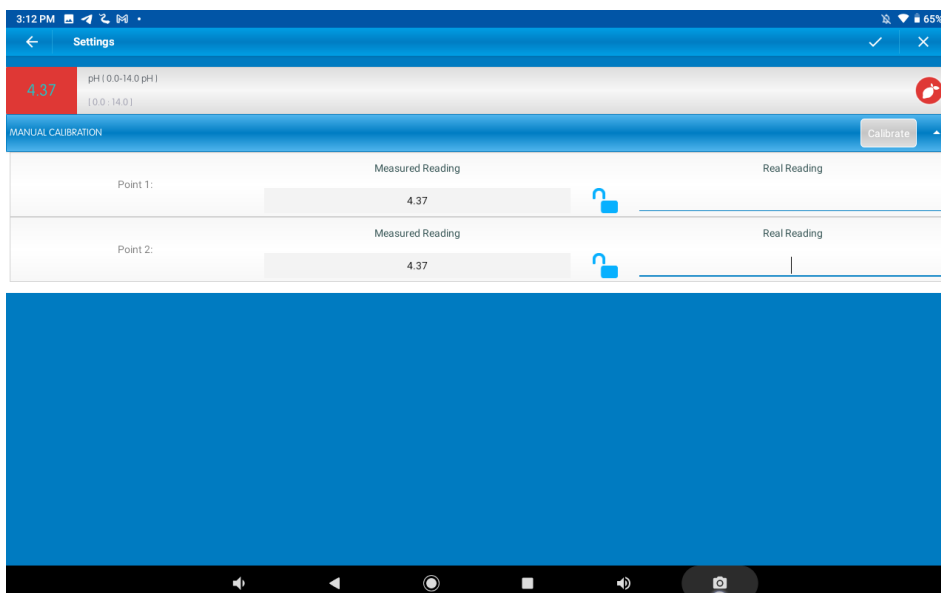 3:12 PM 65%
Settings
4.37
pH ( 0.0-14.0 pH )
( 0.0 ; 14.0 )
MANUAL CALIBRATION Calibrate
Measured Reading Real Reading
Point 1:
4.37
Measured Reading Real Reading
Point 2:
4.37